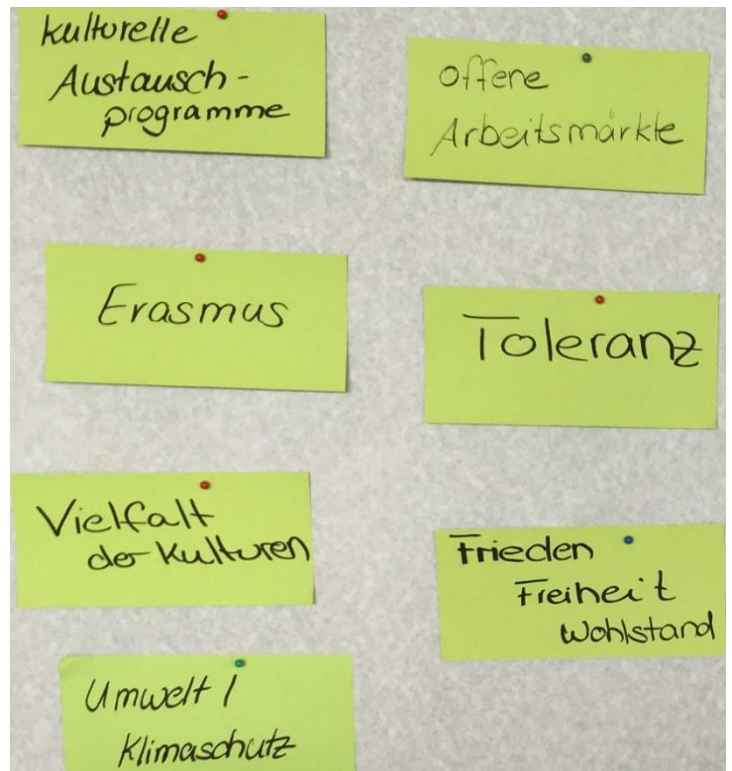 kulturelle
Austausch-
programme
Offene
Arbeitsmärkte
Erasmus
Toleranz
Vielfalt
der Kulturen
Frieden
Freiheit
Wohlstand
Umwelt /
Klimaschutz